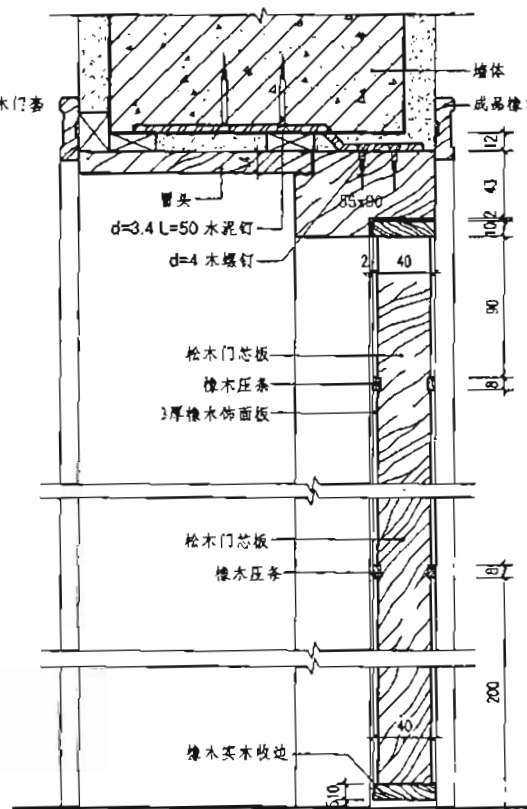 墙体
木门套
成品橡
12
43
冒头
85x90
d=3.4 L=50 水泥钉
2
10
d=4 木螺钉
2
40
90
松木门芯板
橡木压条
8
3厚橡木饰面板
松木门芯板
橡木压条
8
200
40
橡木实木收边
10
5